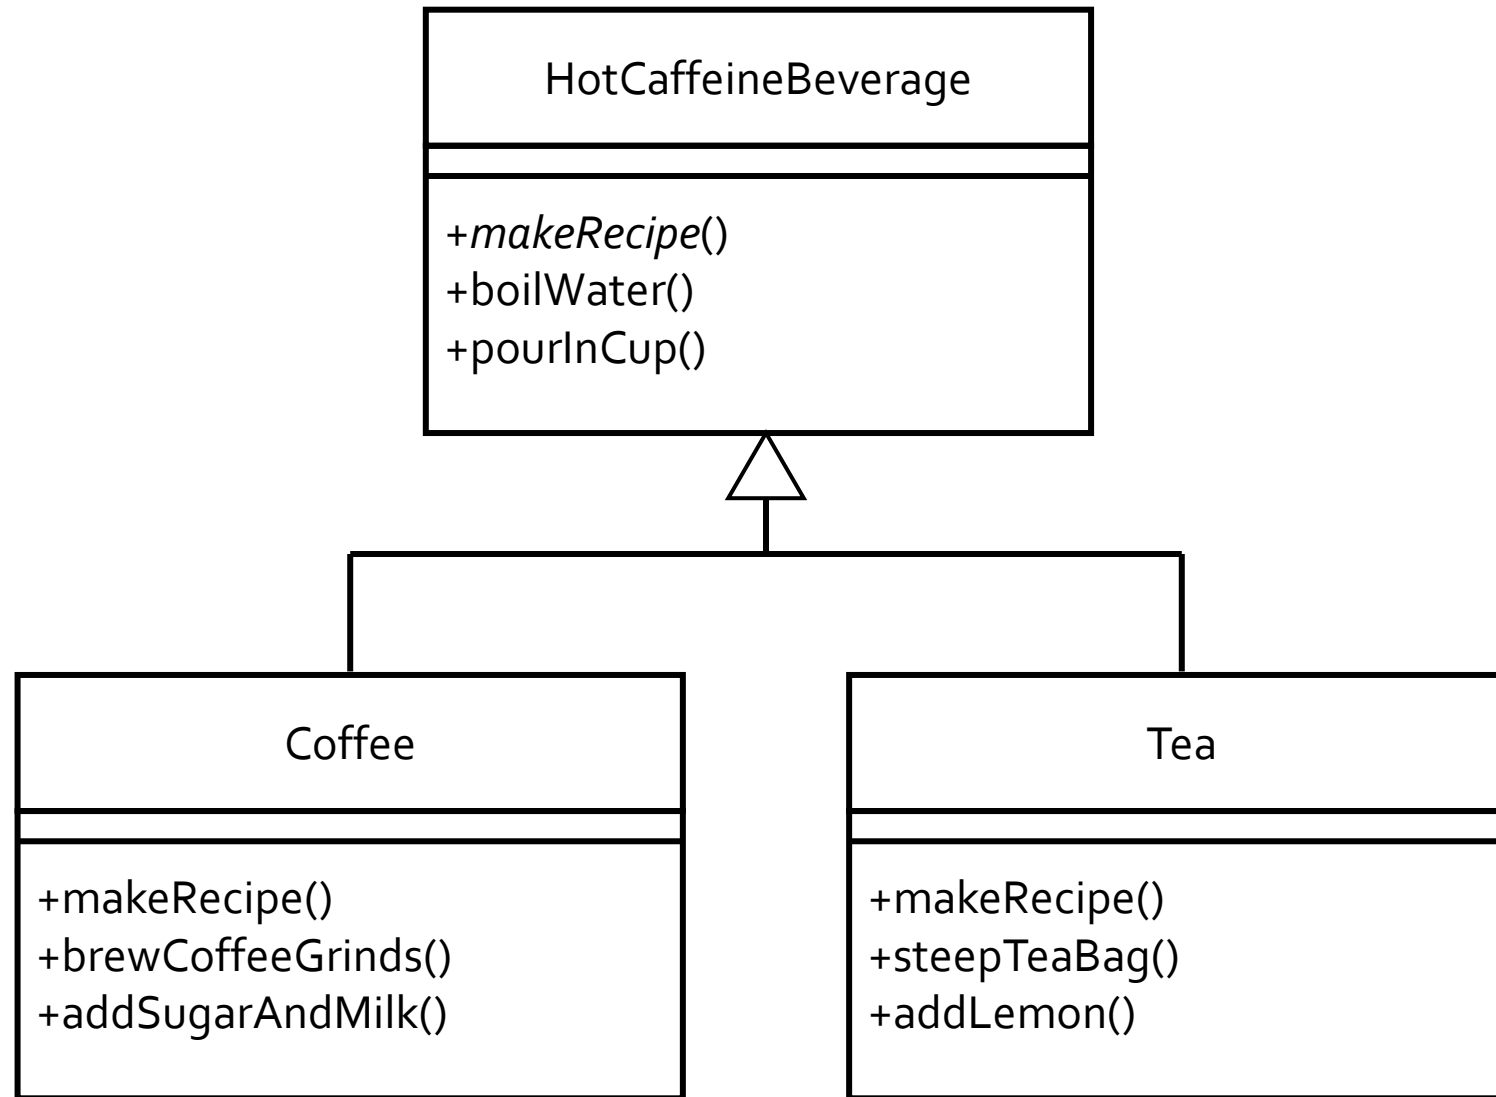 HotCaffeineBeverage
+makeRecipe()
+boilWater()
+pourInCup()
Coffee
+makeRecipe()
+brewCoffeeGrinds()
+addSugarAndMilk()
Tea
+makeRecipe()
+steepTeaBag()
+addLemon()